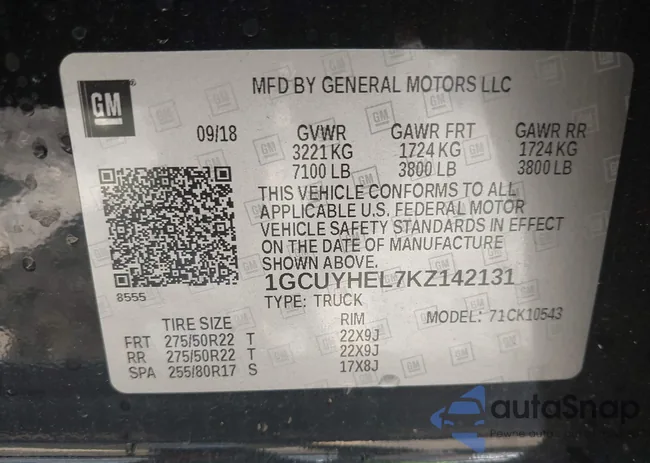 GM
MFD BY GENERAL MOTORS LLC
09/18 GVWR GAWR FRT GAWR RR
3221 KG 1724 KG 1724 KG
7100 LB 3800 LB 3800 LB
THIS VEHICLE CONFORMS TO ALL
APPLICABLE U.S. FEDERAL MOTOR
VEHICLE SAFETY STANDARDS IN EFFECT
ON THE DATE OF MANUFACTURE
SHOWN ABOVE.
8555
1GCUYHEL7KZ142131
TYPE: TRUCK
MODEL: 71CK10543
TIRE SIZE RIM
FRT 275/50R22 T 22X9J
RR 275/50R22 T 22X9J
SPA 255/80R17 S 17X8J
autaSnap
Pewne-auto.